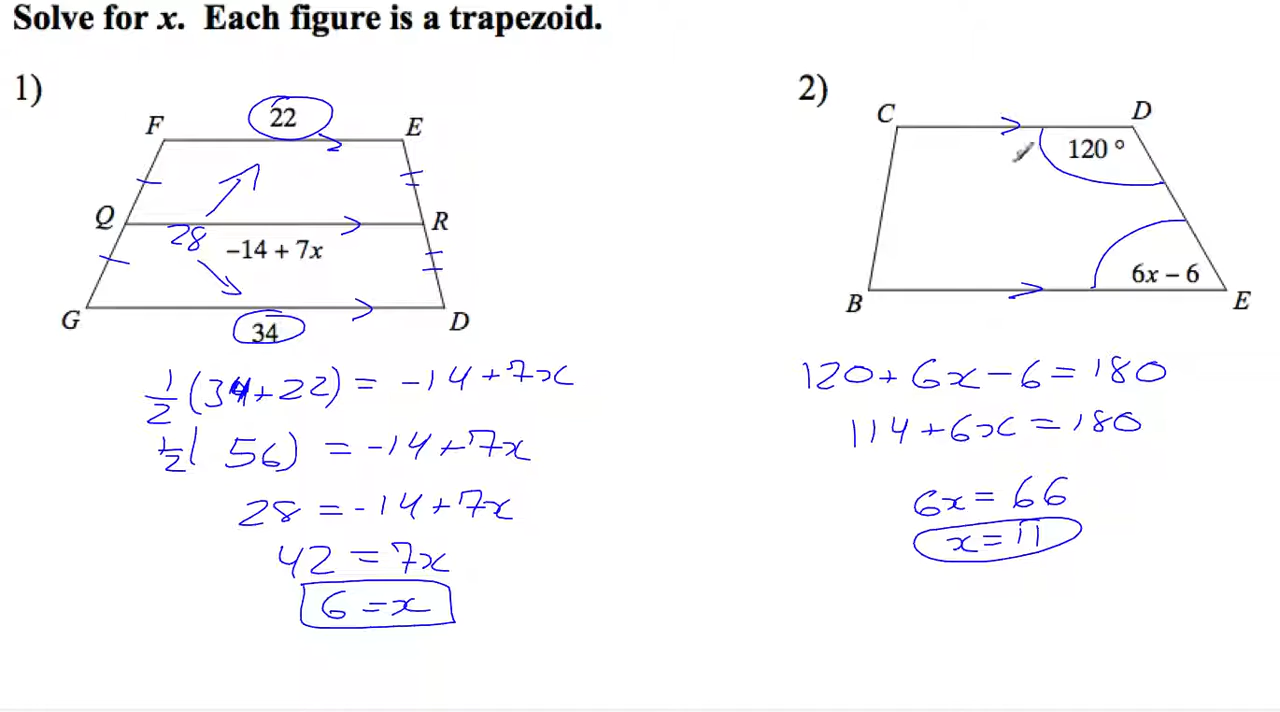 Solve for x. Each figure is a trapezoid.
1)
F
22
E
Q
28
R
-14 + 7x
G
34
D
1/2 (34+22) = -14+7x
1/2( 56) = -14+7x
28 = -14+7x
42 = 7x
6 = x
2)
C
D
120 °
6x - 6
B
E
120+6x-6=180
114+6x=180
6x=66
x=11